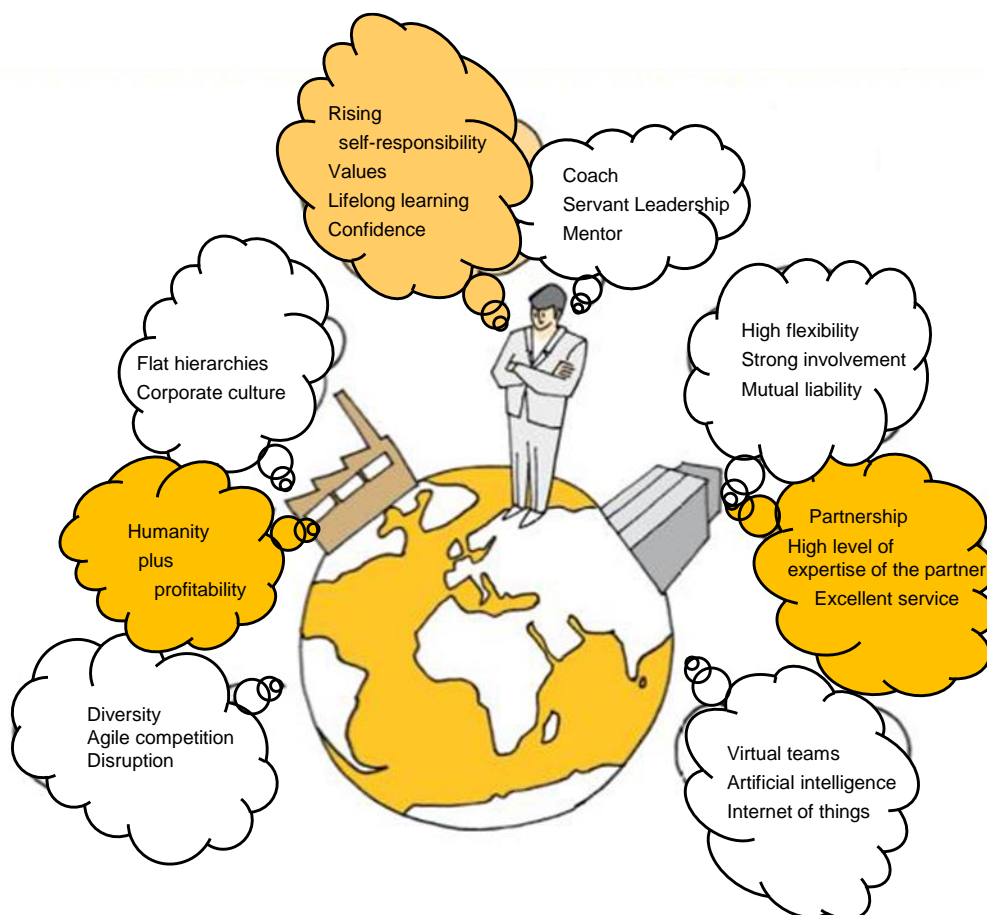 Rising
self-responsibility
Values
Lifelong learning
Confidence
Coach
Servant Leadership
Mentor
Flat hierarchies
Corporate culture
High flexibility
Strong involvement
Mutual liability
Humanity
plus
profitability
Partnership
High level of
expertise of the partner
Excellent service
Diversity
Agile competition
Disruption
Virtual teams
Artificial intelligence
Internet of things